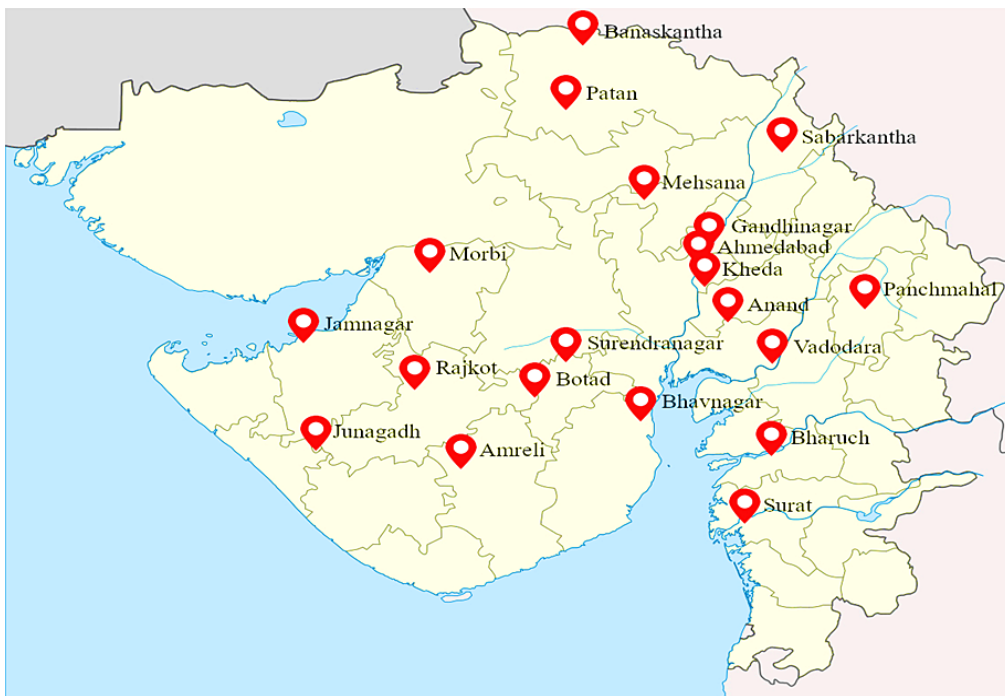 Banaskantha
Patan
Sabarkantha
Mehsana
Gandhinagar
Ahmedabad
Morbi
Kheda
Panchmahal
Anand
Jamnagar
Surendranagar
Vadodara
Rajkot
Botad
Bhavnagar
Junagadh
Bharuch
Amreli
Surat